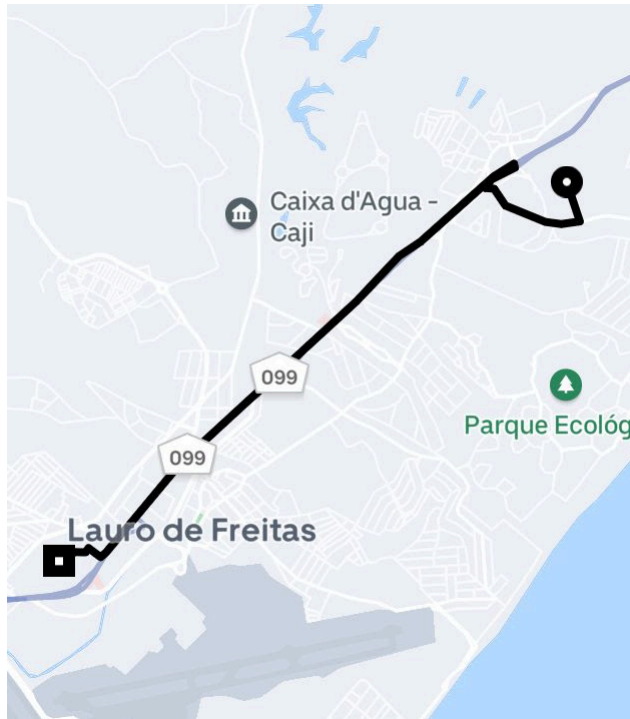 Caixa d'Agua -
Caji
099
099
Parque Ecológ
Lauro de Freitas